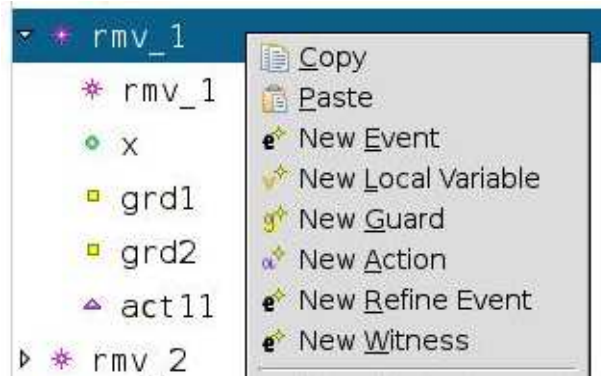 rmv_1
rmv_1
x
grd1
grd2
act11
rmv_2
Copy
Paste
New Event
New Local Variable
New Guard
New Action
New Refine Event
New Witness